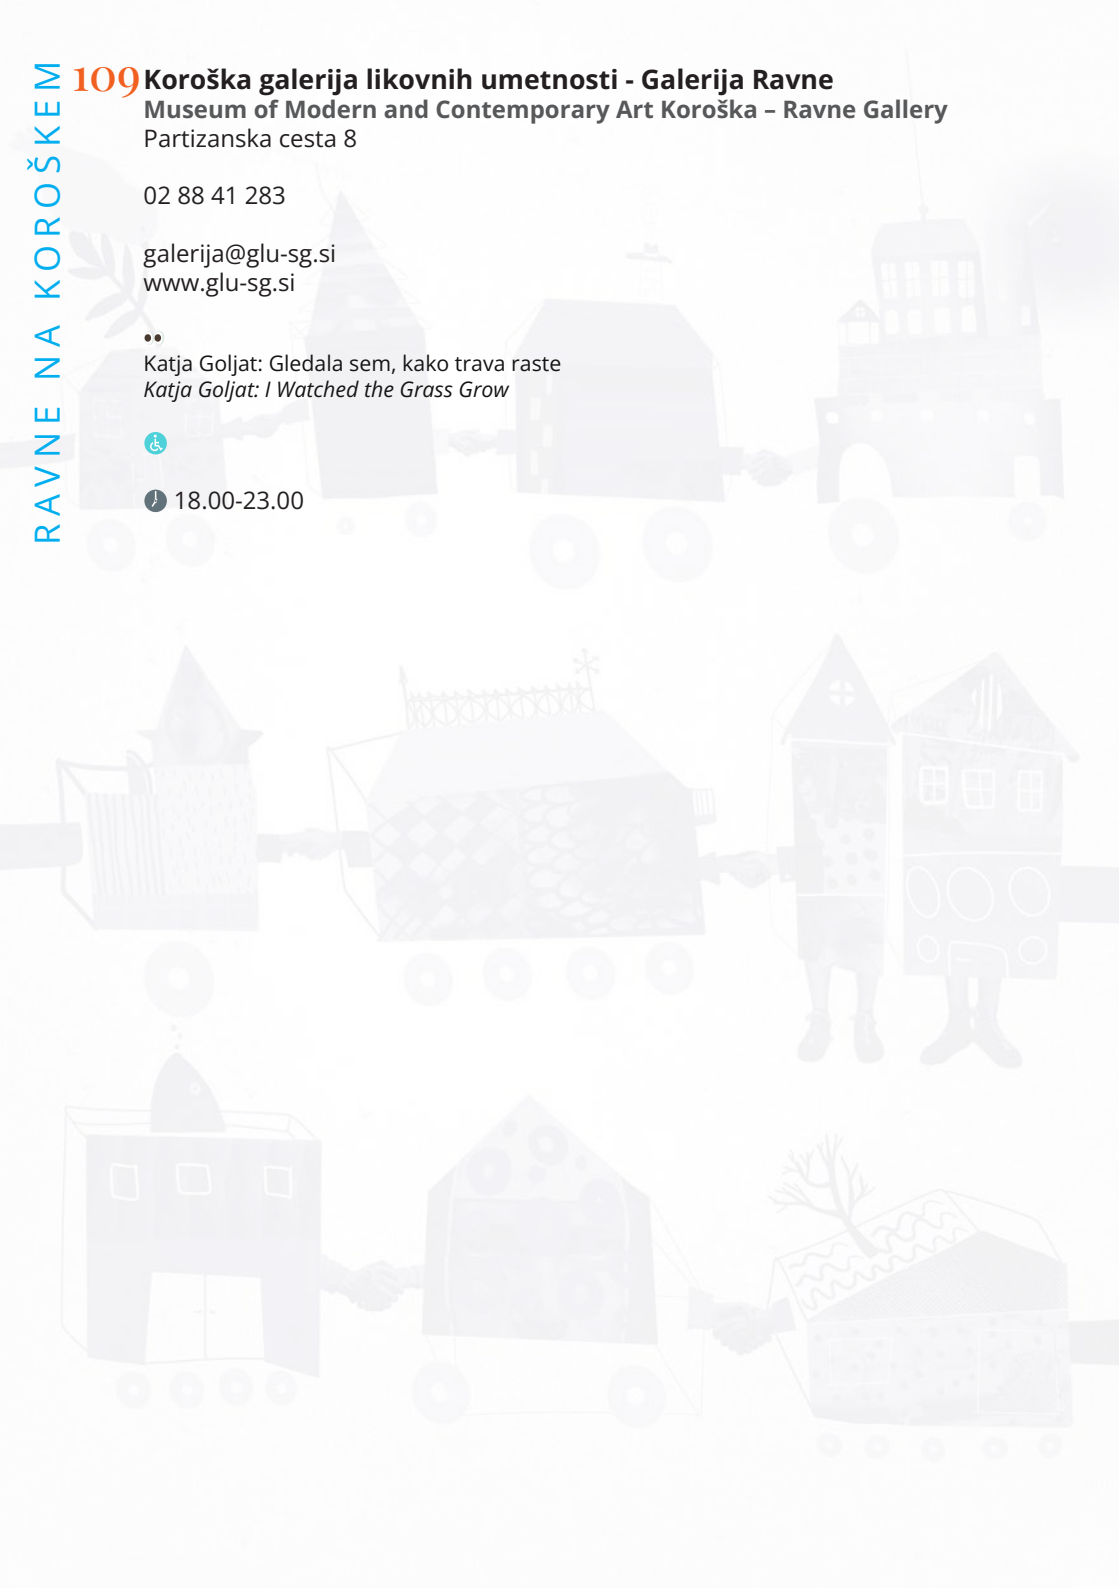 RAVNE NA KOROŠKEM
109
Koroška galerija likovnih umetnosti - Galerija Ravne
Museum of Modern and Contemporary Art Koroška – Ravne Gallery
Partizanska cesta 8
02 88 41 283
galerija@glu-sg.si
www.glu-sg.si
Katja Goljat: Gledala sem, kako trava raste
Katja Goljat: I Watched the Grass Grow
18.00-23.00